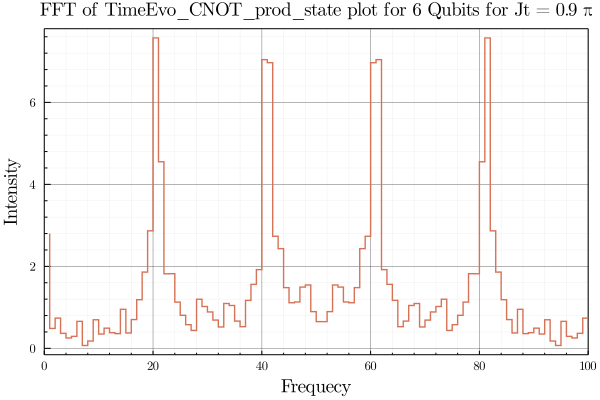 FFT of TimeEvo_CNOT_prod_state plot for 6 Qubits for Jt = 0.9 π
6
4
2
0
Intensity
0 20 40 60 80 100
Frequecy